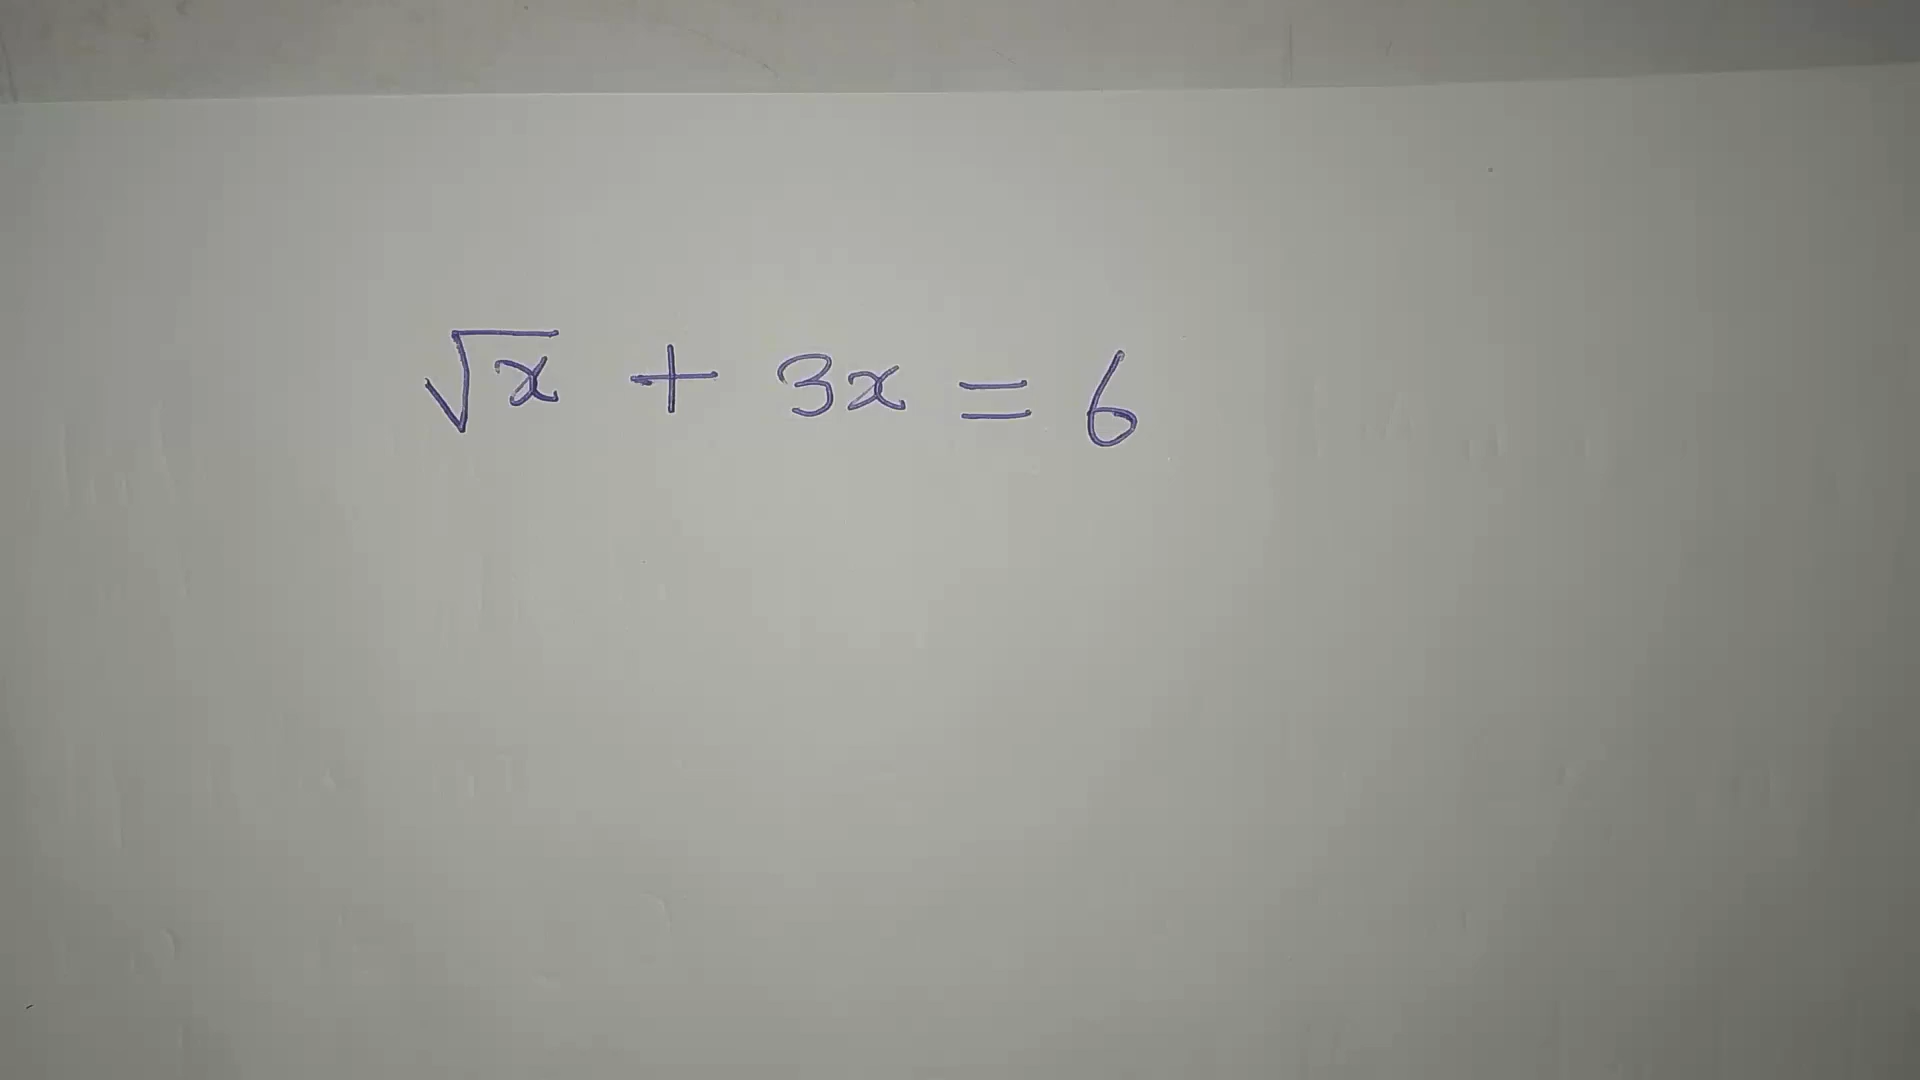 √x + 3x = 6